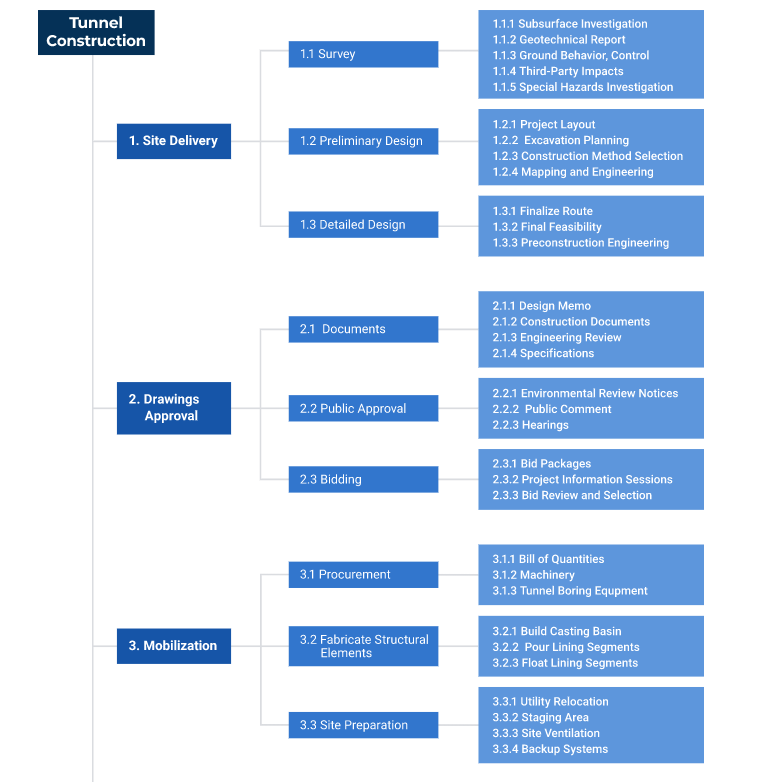 Tunnel
Construction
1. Site Delivery
1.1 Survey
1.1.1 Subsurface Investigation
1.1.2 Geotechnical Report
1.1.3 Ground Behavior, Control
1.1.4 Third-Party Impacts
1.1.5 Special Hazards Investigation
1.2 Preliminary Design
1.2.1 Project Layout
1.2.2 Excavation Planning
1.2.3 Construction Method Selection
1.2.4 Mapping and Engineering
1.3 Detailed Design
1.3.1 Finalize Route
1.3.2 Final Feasibility
1.3.3 Preconstruction Engineering
2. Drawings
Approval
2.1 Documents
2.1.1 Design Memo
2.1.2 Construction Documents
2.1.3 Engineering Review
2.1.4 Specifications
2.2 Public Approval
2.2.1 Environmental Review Notices
2.2.2 Public Comment
2.2.3 Hearings
2.3 Bidding
2.3.1 Bid Packages
2.3.2 Project Information Sessions
2.3.3 Bid Review and Selection
3. Mobilization
3.1 Procurement
3.1.1 Bill of Quantities
3.1.2 Machinery
3.1.3 Tunnel Boring Equpment
3.2 Fabricate Structural
Elements
3.2.1 Build Casting Basin
3.2.2 Pour Lining Segments
3.2.3 Float Lining Segments
3.3 Site Preparation
3.3.1 Utility Relocation
3.3.2 Staging Area
3.3.3 Site Ventilation
3.3.4 Backup Systems